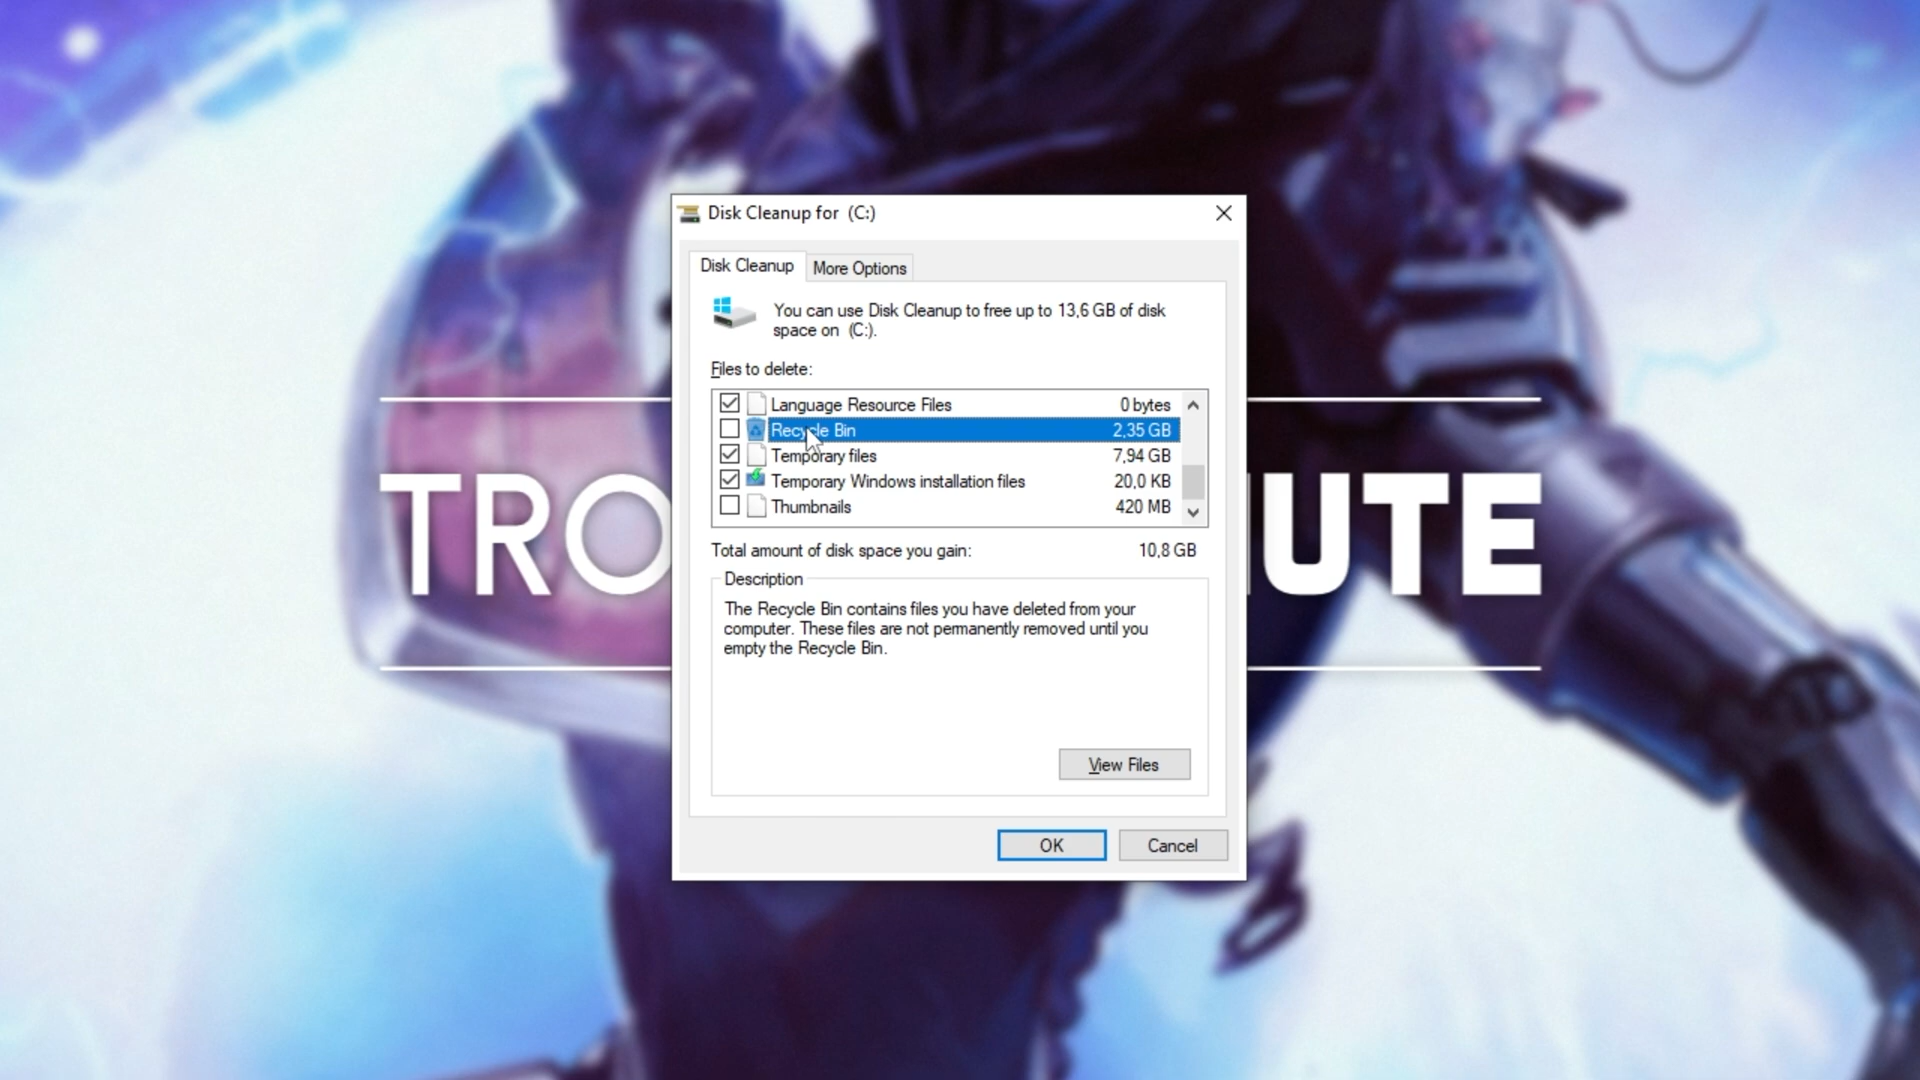 Disk Cleanup for (C:)
Disk Cleanup
More Options
You can use Disk Cleanup to free up to 13,6 GB of disk
space on (C:).
Files to delete:
Language Resource Files 0 bytes
Recycle Bin 2,35 GB
Temporary files 7,94 GB
Temporary Windows installation files 20,0 KB
Thumbnails 420 MB
Total amount of disk space you gain: 10,8 GB
Description
The Recycle Bin contains files you have deleted from your
computer. These files are not permanently removed until you
empty the Recycle Bin.
View Files
OK
Cancel
TRO
UTE